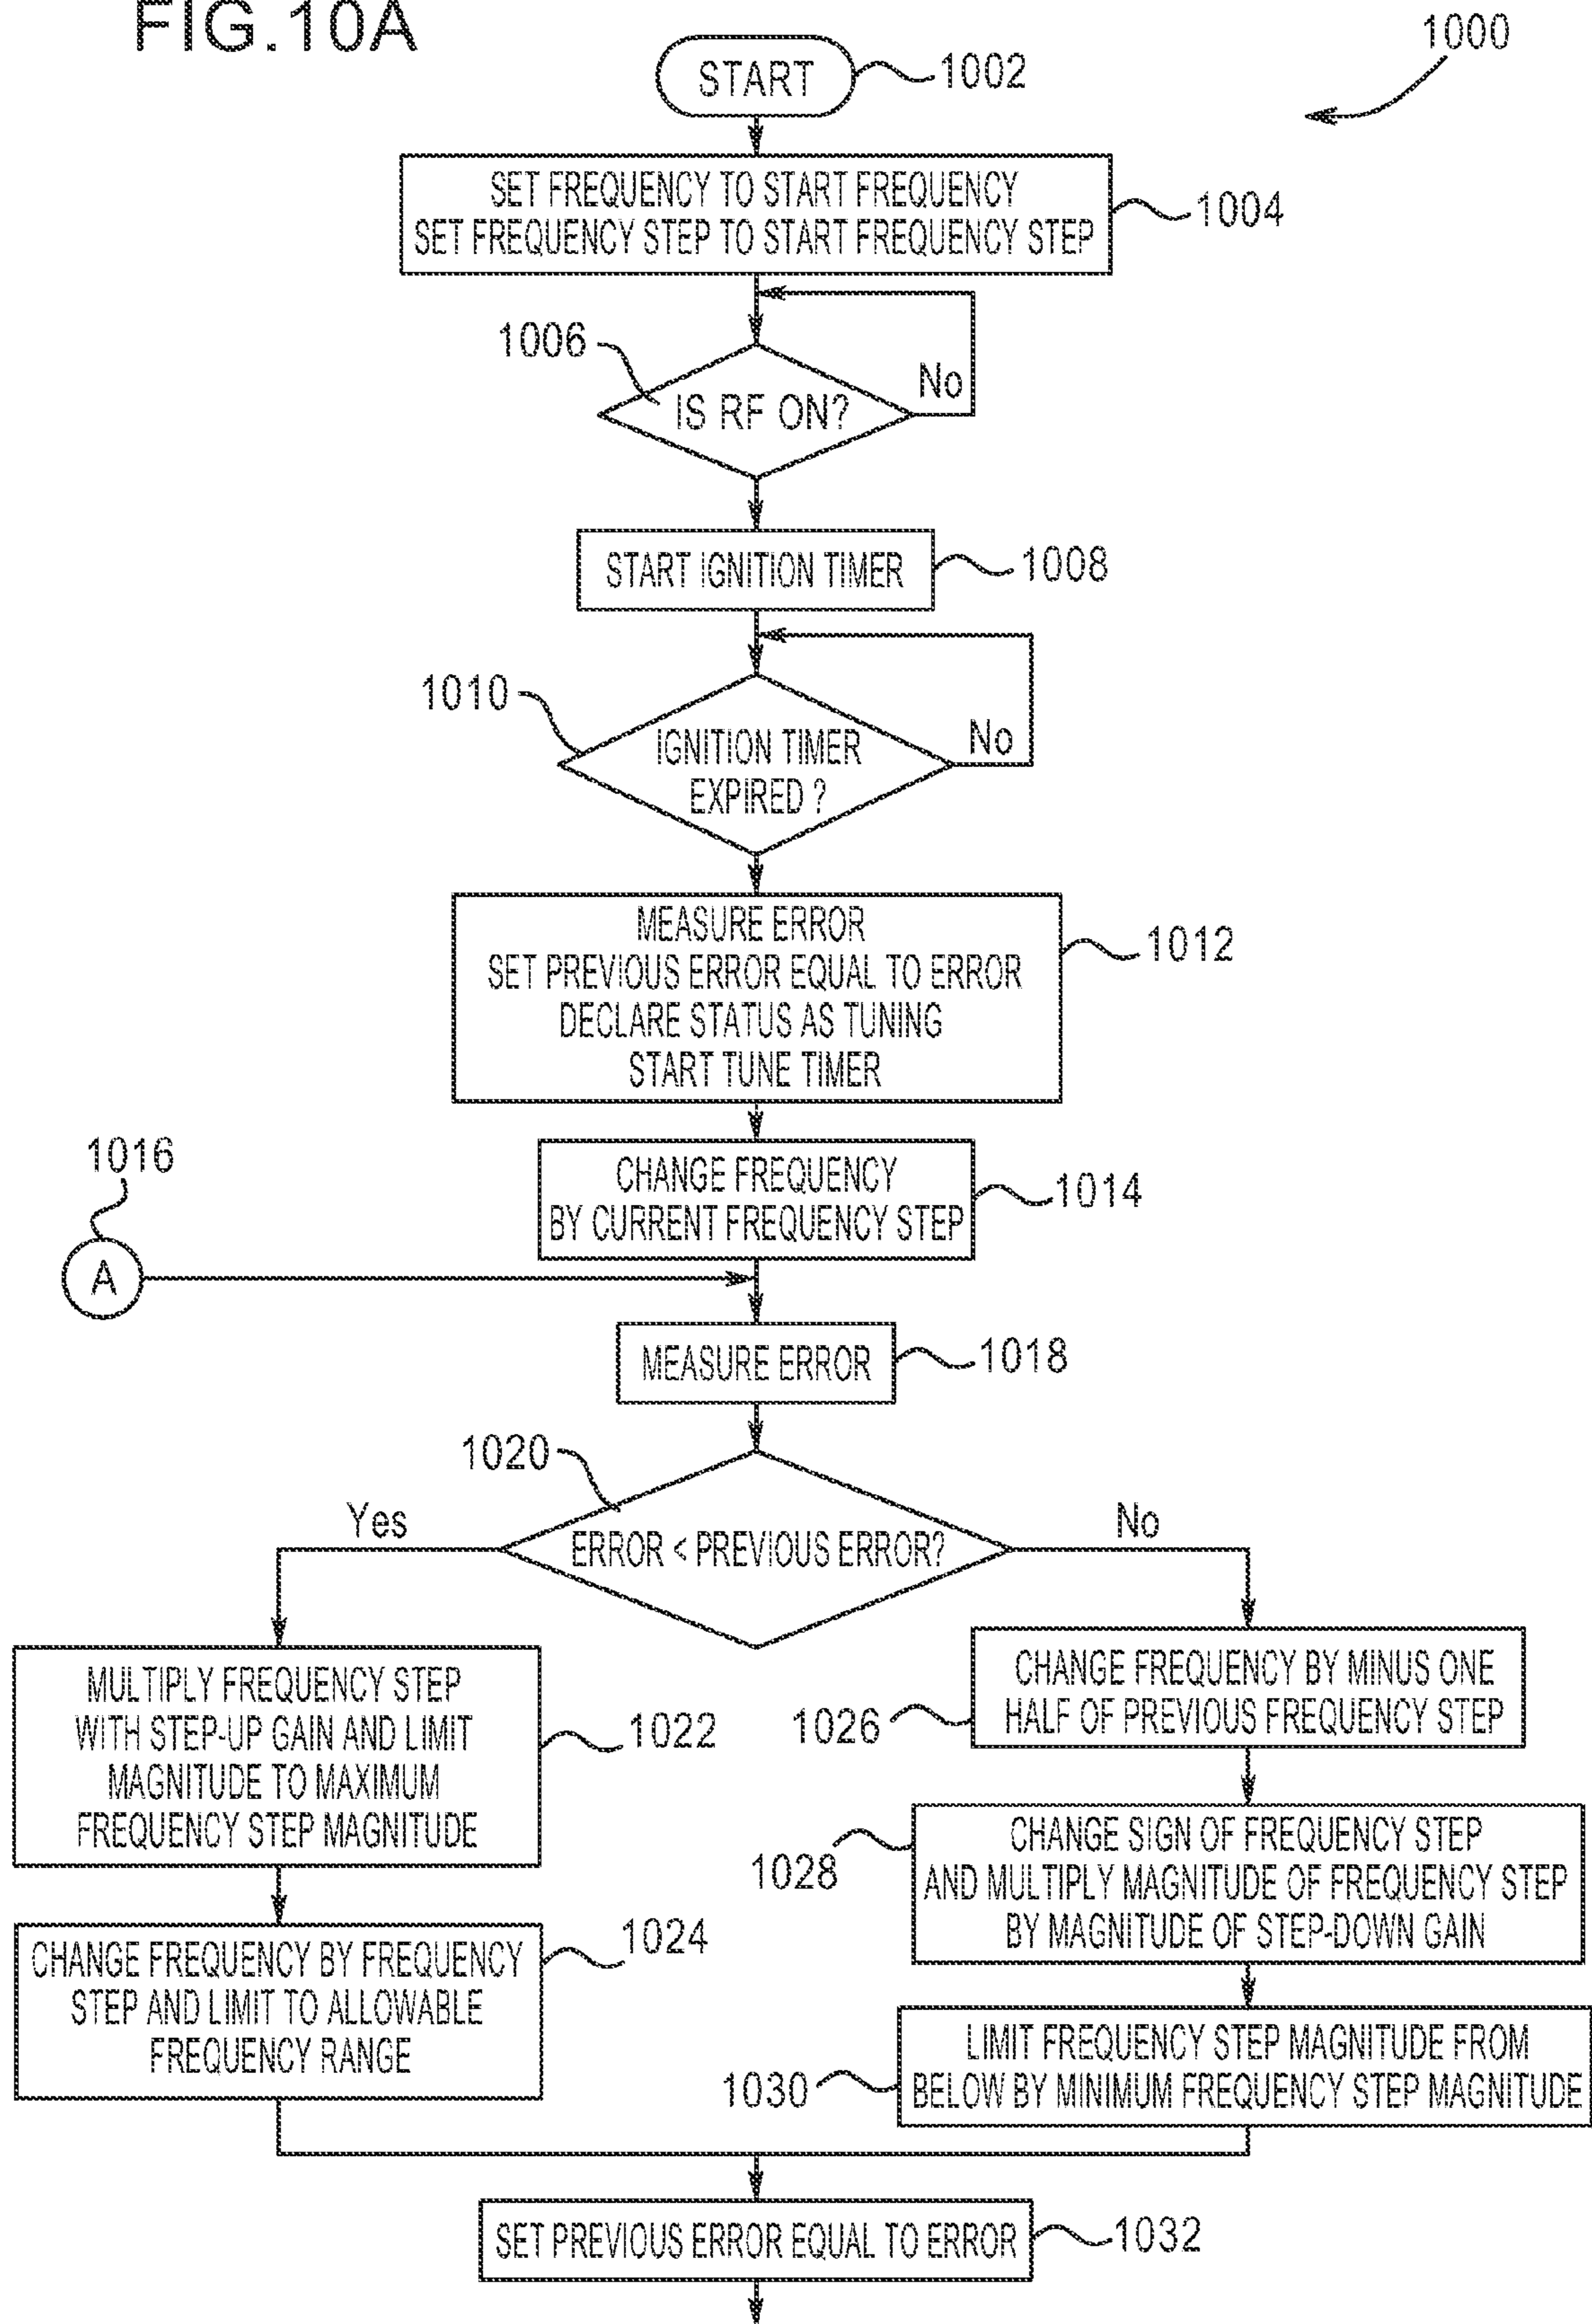 FIG.10A
1000
START
1002
SET FREQUENCY TO START FREQUENCY
SET FREQUENCY STEP TO START FREQUENCY STEP
1004
1006
IS RF ON?
No
START IGNITION TIMER
1008
1010
IGNITION TIMER
EXPIRED ?
No
MEASURE ERROR
SET PREVIOUS ERROR EQUAL TO ERROR
DECLARE STATUS AS TUNING
START TUNE TIMER
1012
1016
A
CHANGE FREQUENCY
BY CURRENT FREQUENCY STEP
1014
MEASURE ERROR
1018
1020
ERROR < PREVIOUS ERROR?
Yes
No
MULTIPLY FREQUENCY STEP
WITH STEP-UP GAIN AND LIMIT
MAGNITUDE TO MAXIMUM
FREQUENCY STEP MAGNITUDE
1022
CHANGE FREQUENCY BY FREQUENCY
STEP AND LIMIT TO ALLOWABLE
FREQUENCY RANGE
1024
CHANGE FREQUENCY BY MINUS ONE
HALF OF PREVIOUS FREQUENCY STEP
1026
CHANGE SIGN OF FREQUENCY STEP
AND MULTIPLY MAGNITUDE OF FREQUENCY STEP
BY MAGNITUDE OF STEP-DOWN GAIN
1028
LIMIT FREQUENCY STEP MAGNITUDE FROM
BELOW BY MINIMUM FREQUENCY STEP MAGNITUDE
1030
SET PREVIOUS ERROR EQUAL TO ERROR
1032